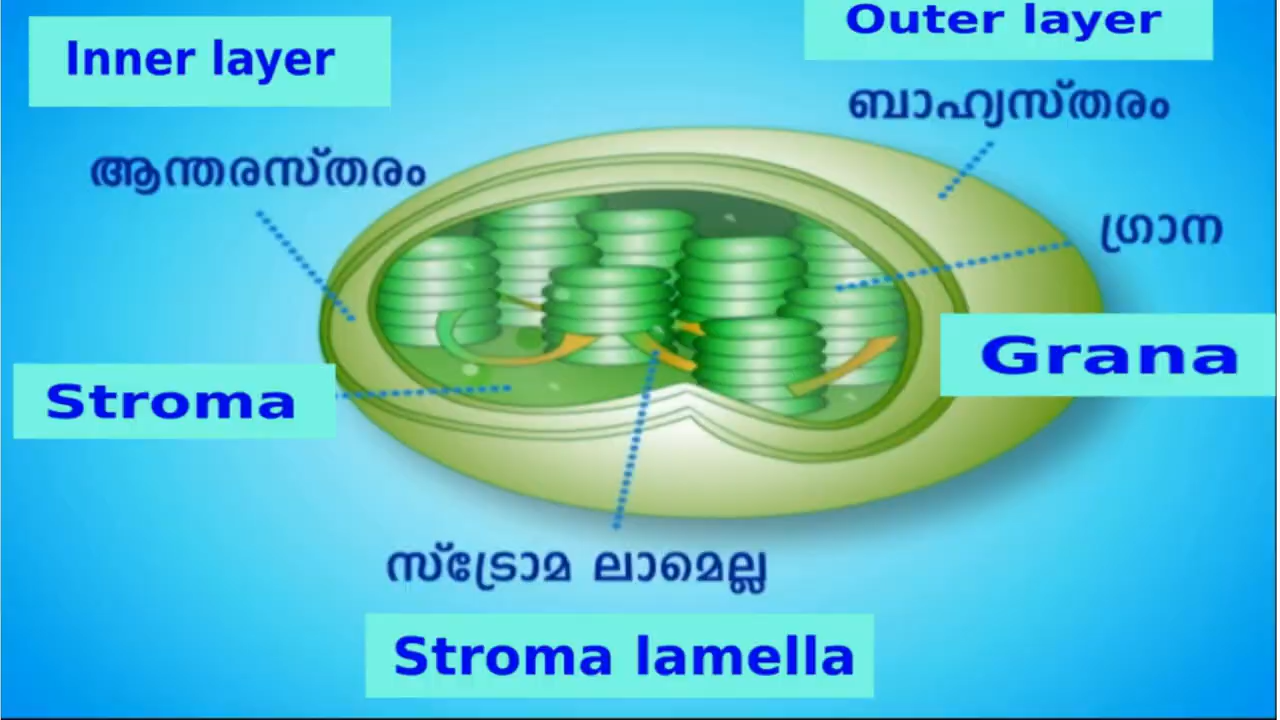 Outer layer
Inner layer
ബാഹ്യസ്തരം
ആന്തരസ്തരം
ഗ്രാന
Grana
Stroma
സ്ട്രോമ ലാമെല്ല
Stroma lamella